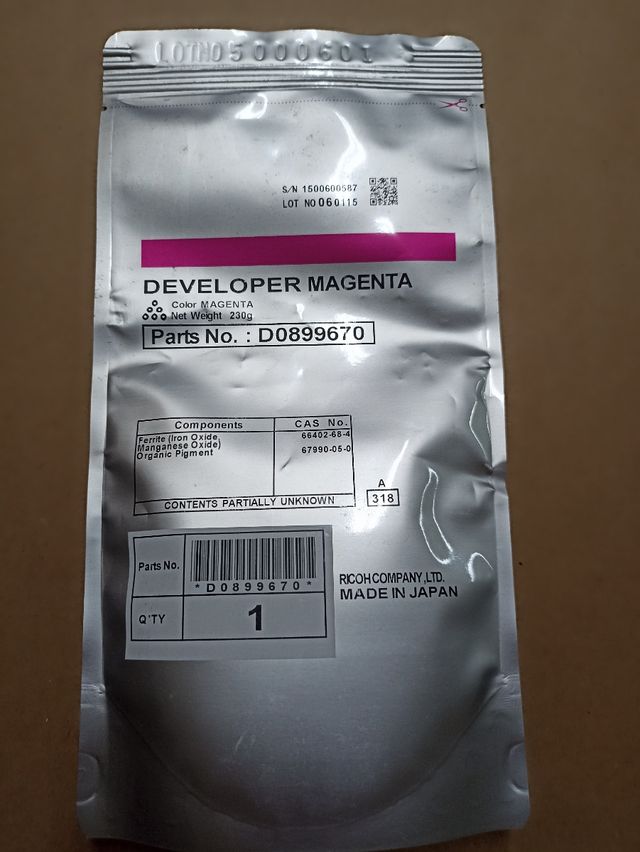 LOTNO5000601
S/N 1500600587
LOT NO 060115
DEVELOPER MAGENTA
Color MAGENTA
Net Weight 230g
Parts No. : D0899670
Components CAS No.
Ferrite (Iron Oxide, 66402-68-4
Manganese Oxide)
Organic Pigment 67990-05-0
CONTENTS PARTIALLY UNKNOWN
A
318
Parts No. *D0899670*
Q'TY 1
RICOH COMPANY,LTD.
MADE IN JAPAN